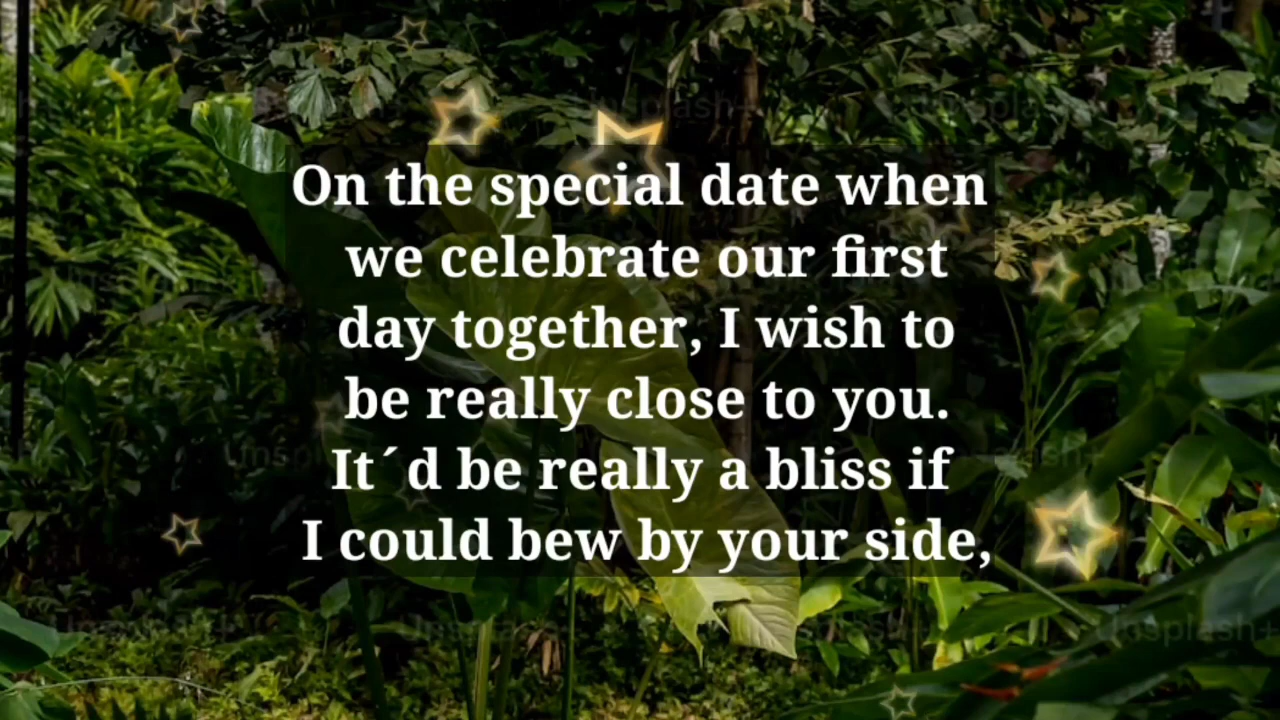 On the special date when
we celebrate our first
day together, I wish to
be really close to you.
It´d be really a bliss if
I could bew by your side,